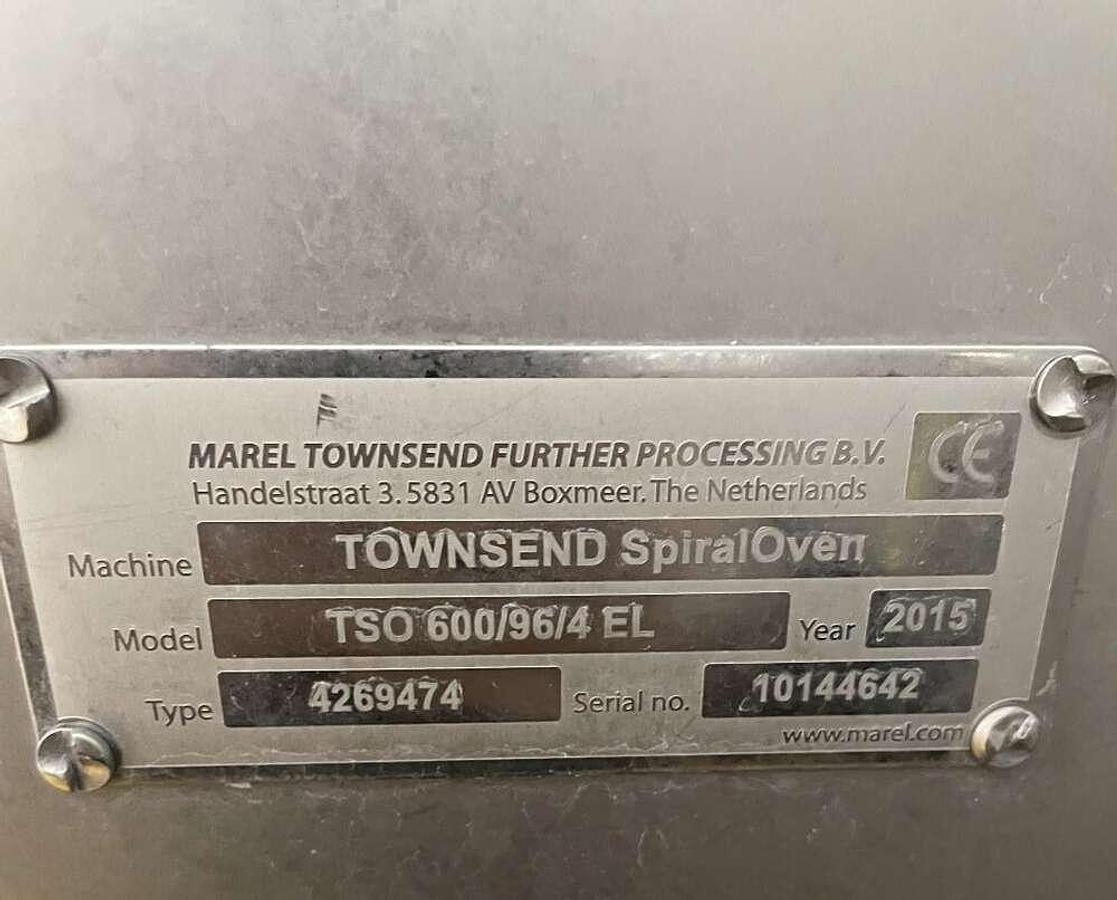 MAREL TOWNSEND FURTHER PROCESSING B.V.
CE
Handelstraat 3. 5831 AV Boxmeer. The Netherlands
Machine TOWNSEND SpiralOven
Model TSO 600/96/4 EL Year 2015
Type 4269474 Serial no. 10144642
www.marel.com